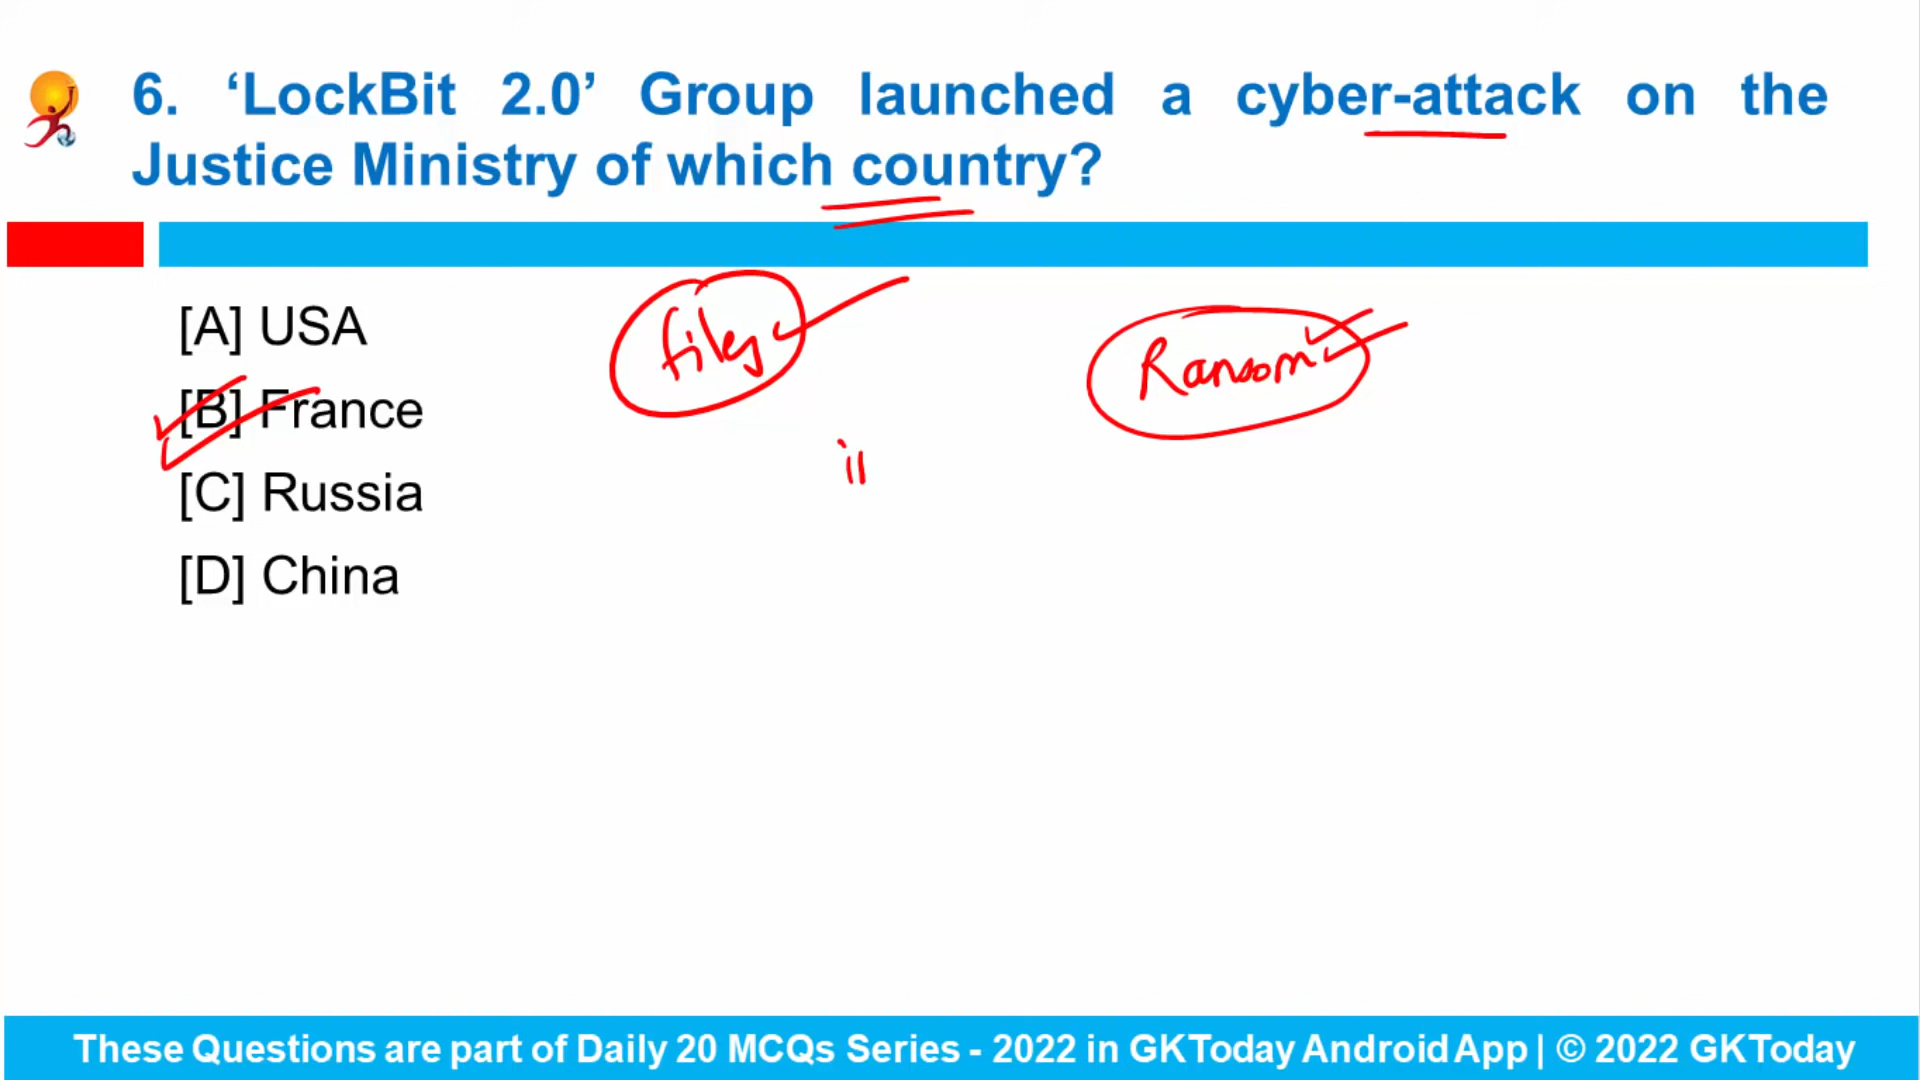 6. ‘LockBit 2.0’ Group launched a cyber-attack on the
Justice Ministry of which country?
[A] USA
files
Ransom
[B] France
[C] Russia
[D] China
These Questions are part of Daily 20 MCQs Series - 2022 in GKToday Android App | © 2022 GKToday